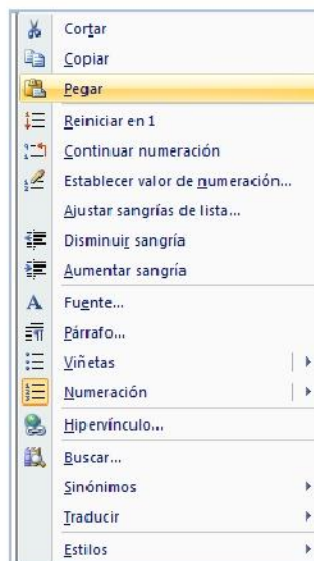 Cortar
Copiar
Pegar
Reiniciar en 1
Continuar numeración
Establecer valor de numeración...
Ajustar sangrías de lista...
Disminuir sangría
Aumentar sangría
Fuente...
Párrafo...
Viñetas
Numeración
Hipervínculo...
Buscar...
Sinónimos
Traducir
Estilos